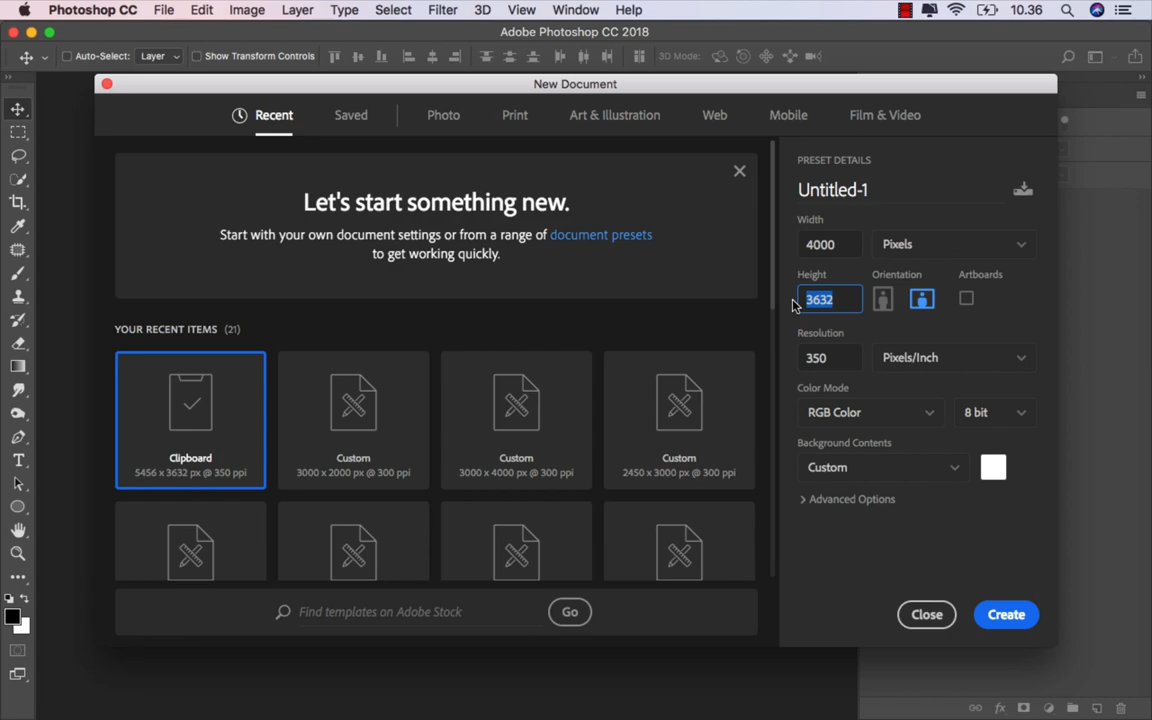 Photoshop CC File Edit Image Layer Type Select Filter 3D View Window Help 10.36
Adobe Photoshop CC 2018
Auto-Select: Layer Show Transform Controls 3D Mode:
New Document
Recent Saved Photo Print Art & Illustration Web Mobile Film & Video
Let's start something new.
Start with your own document settings or from a range of document presets
to get working quickly.
YOUR RECENT ITEMS (21)
Clipboard
5456 x 3632 px @ 350 ppi
Custom
3000 x 2000 px @ 300 ppi
Custom
3000 x 4000 px @ 300 ppi
Custom
2450 x 3000 px @ 300 ppi
Find templates on Adobe Stock Go
PRESET DETAILS
Untitled-1
Width
4000 Pixels
Height Orientation Artboards
3632
Resolution
350 Pixels/Inch
Color Mode
RGB Color 8 bit
Background Contents
Custom
Advanced Options
Close Create